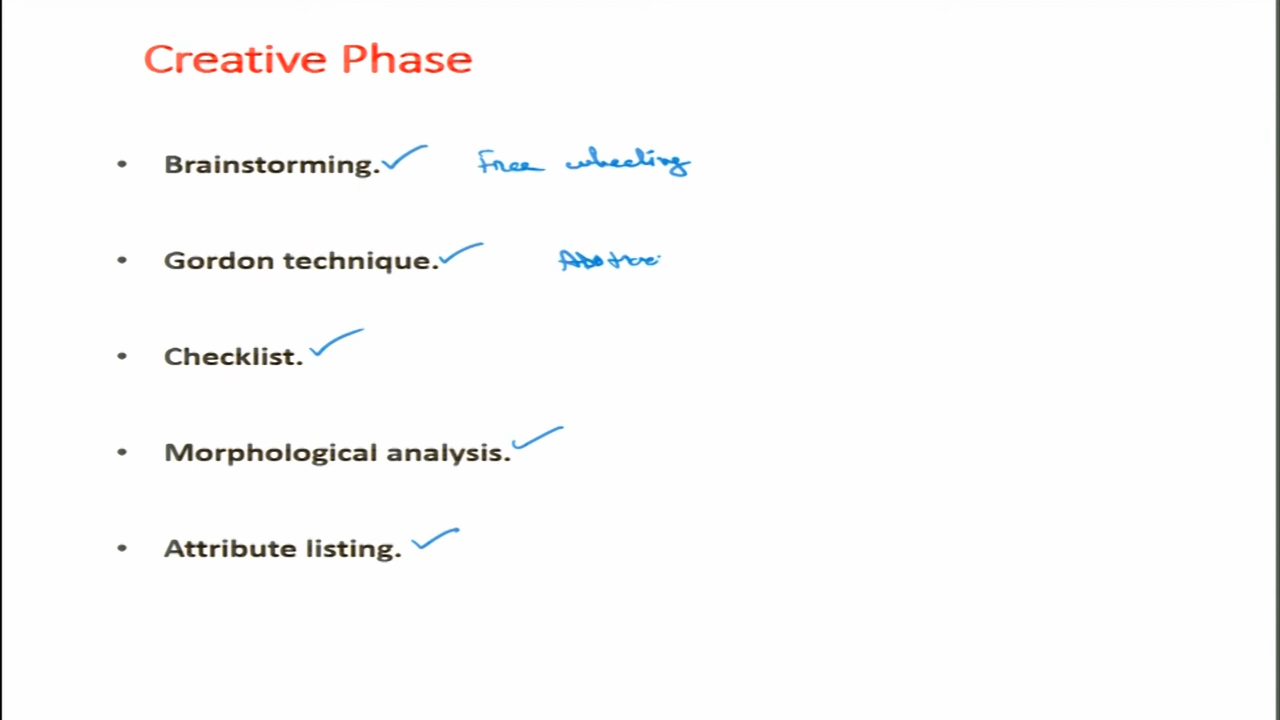 Creative Phase
• Brainstorming. Free wheeling
• Gordon technique.
• Checklist.
• Morphological analysis.
• Attribute listing.